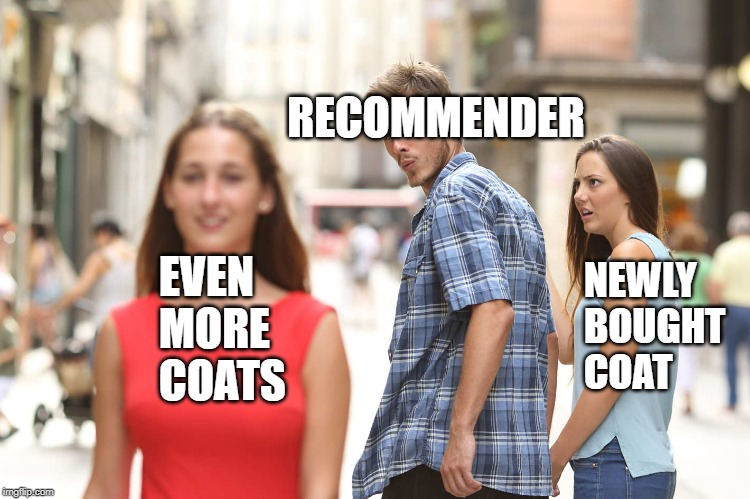 RECOMMENDER
EVEN
MORE
COATS
NEWLY
BOUGHT
COAT
imgflip.com